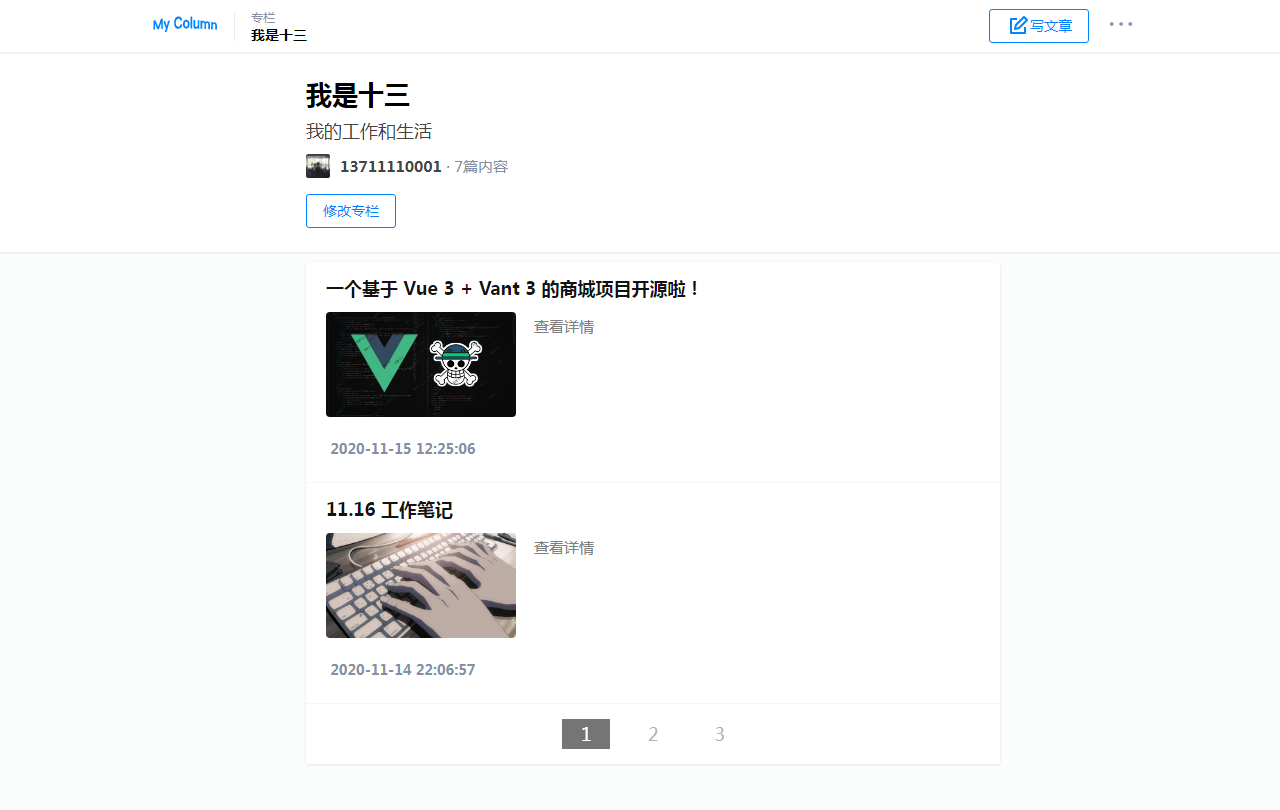 My Column
专栏
我是十三
写文章
我是十三
我的工作和生活
13711110001 · 7篇内容
修改专栏
一个基于 Vue 3 + Vant 3 的商城项目开源啦！
查看详情
2020-11-15 12:25:06
11.16 工作笔记
查看详情
2020-11-14 22:06:57
1 2 3